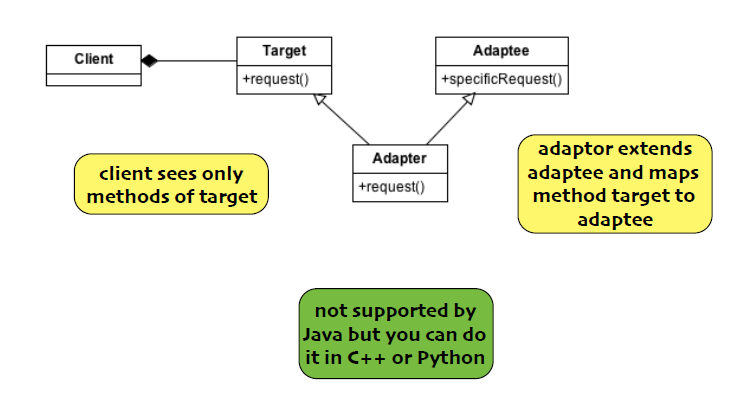 Client
Target
+request()
Adaptee
+specificRequest()
Adapter
+request()
client sees only
methods of target
adaptor extends
adaptee and maps
method target to
adaptee
not supported by
Java but you can do
it in C++ or Python